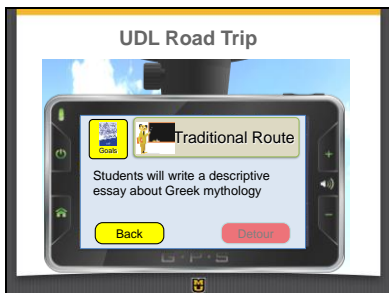 UDL Road Trip
Goals
Traditional Route
Students will write a descriptive
essay about Greek mythology
Back
Detour
G·P·S